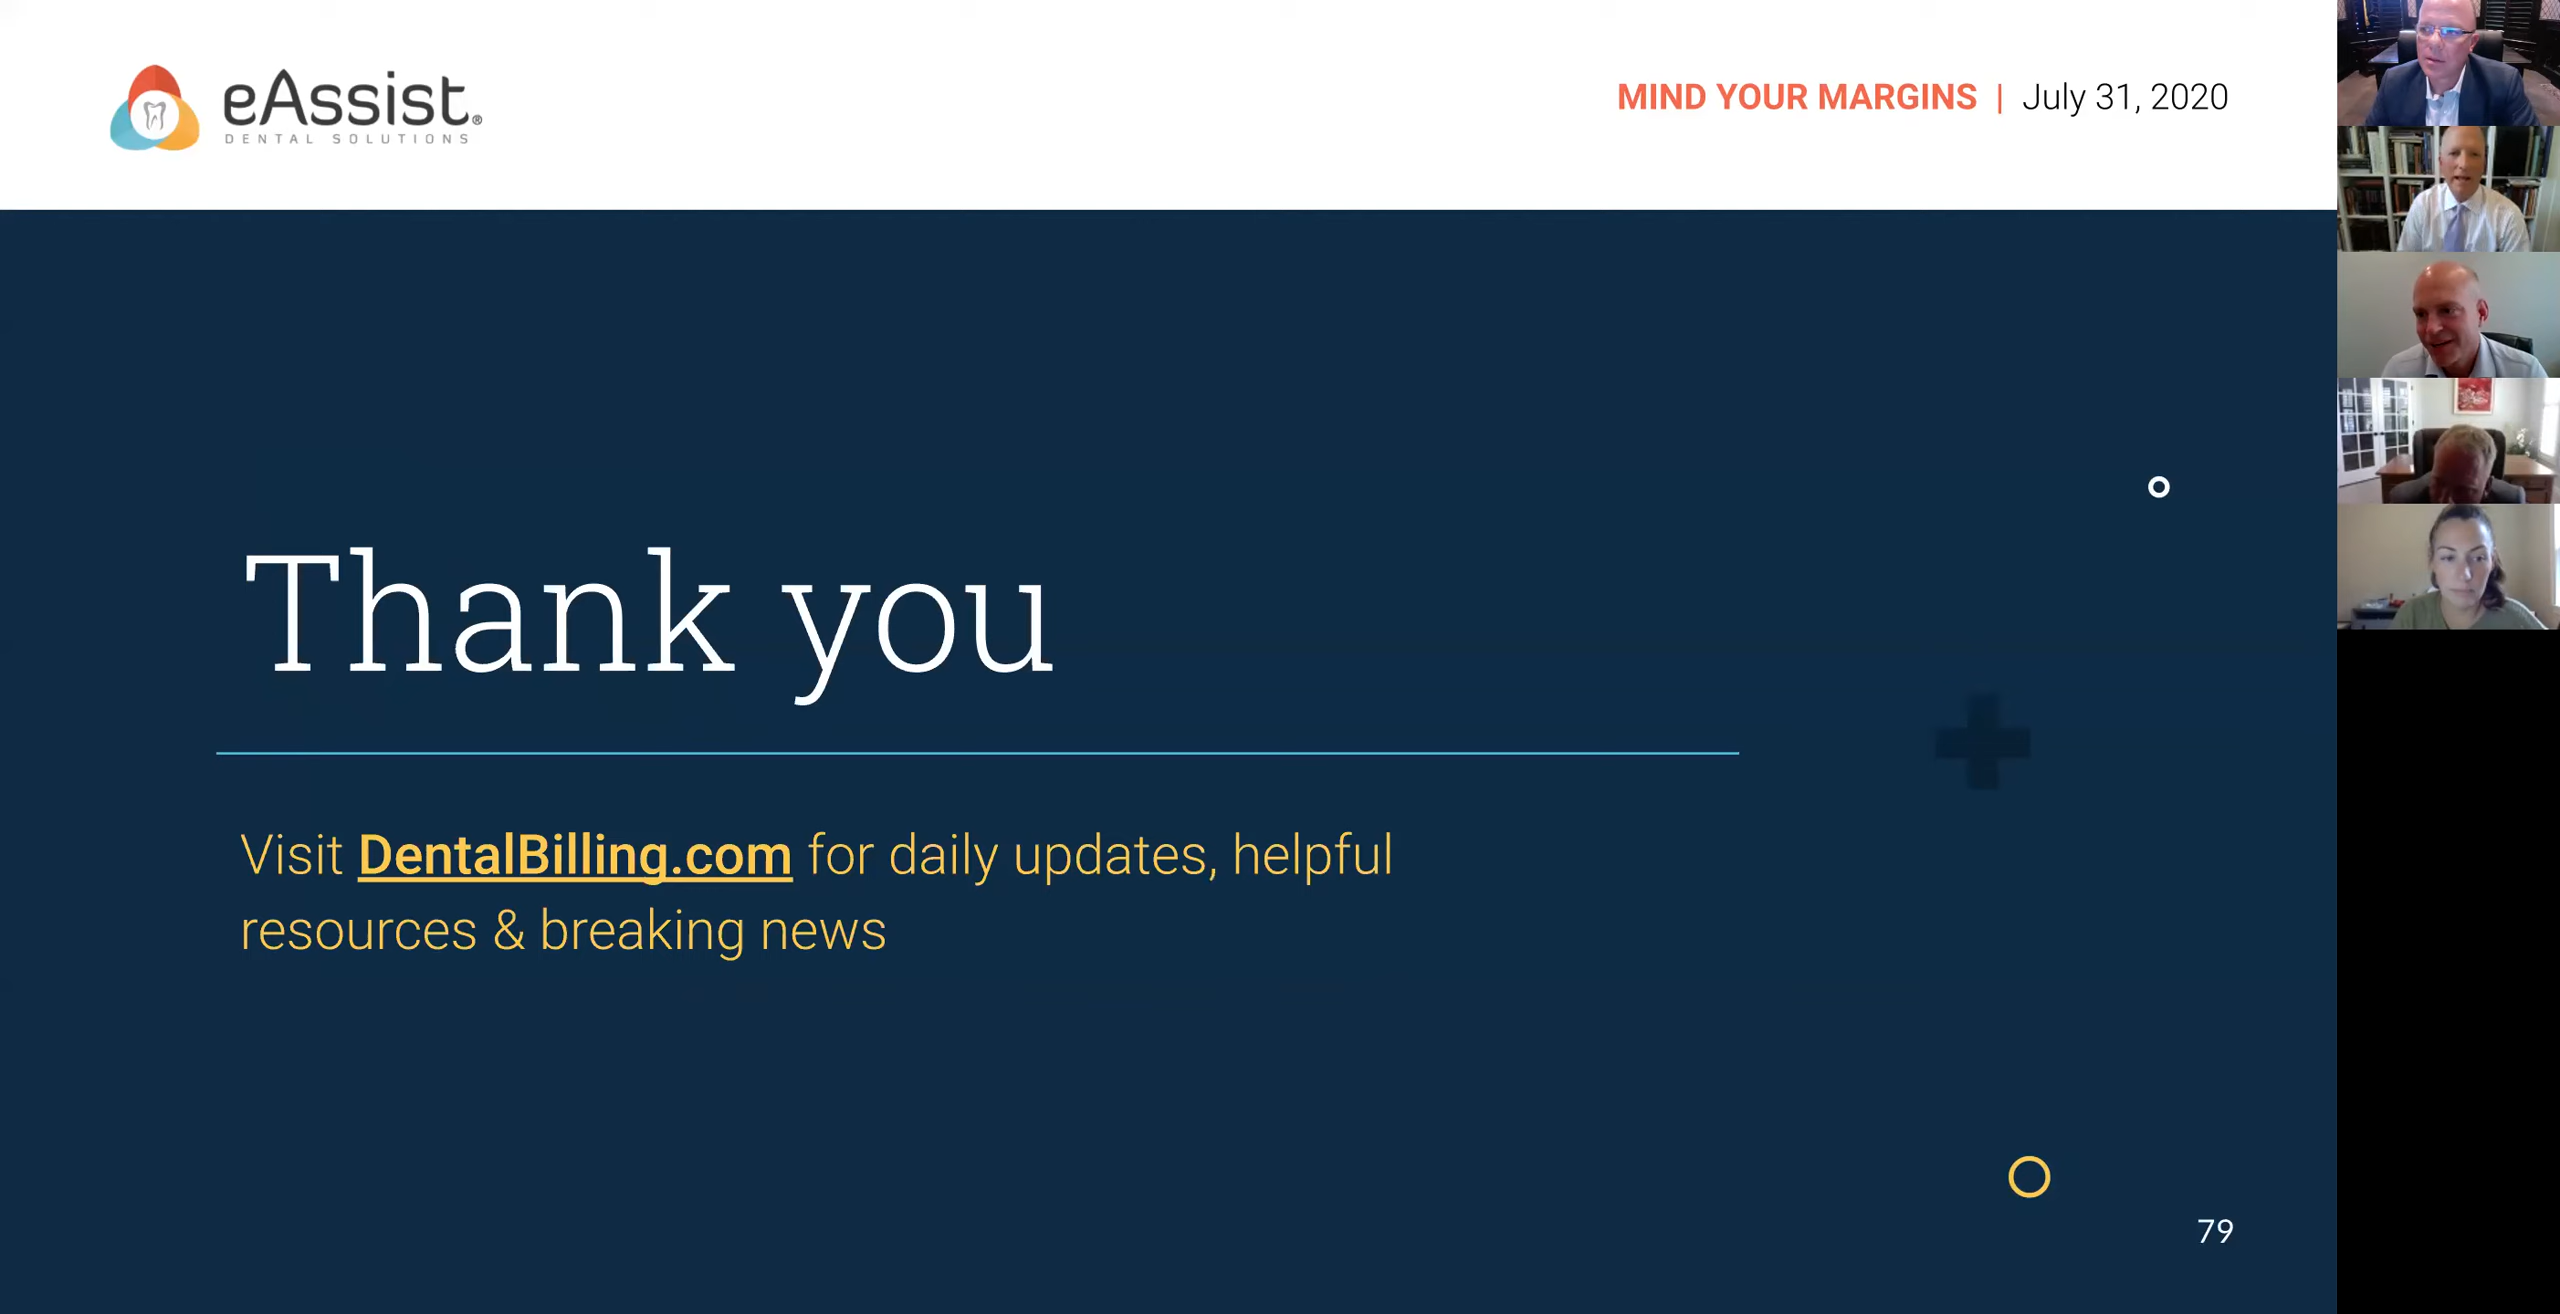 eAssist®
DENTAL SOLUTIONS
MIND YOUR MARGINS | July 31, 2020
Thank you
Visit DentalBilling.com for daily updates, helpful
resources & breaking news
79